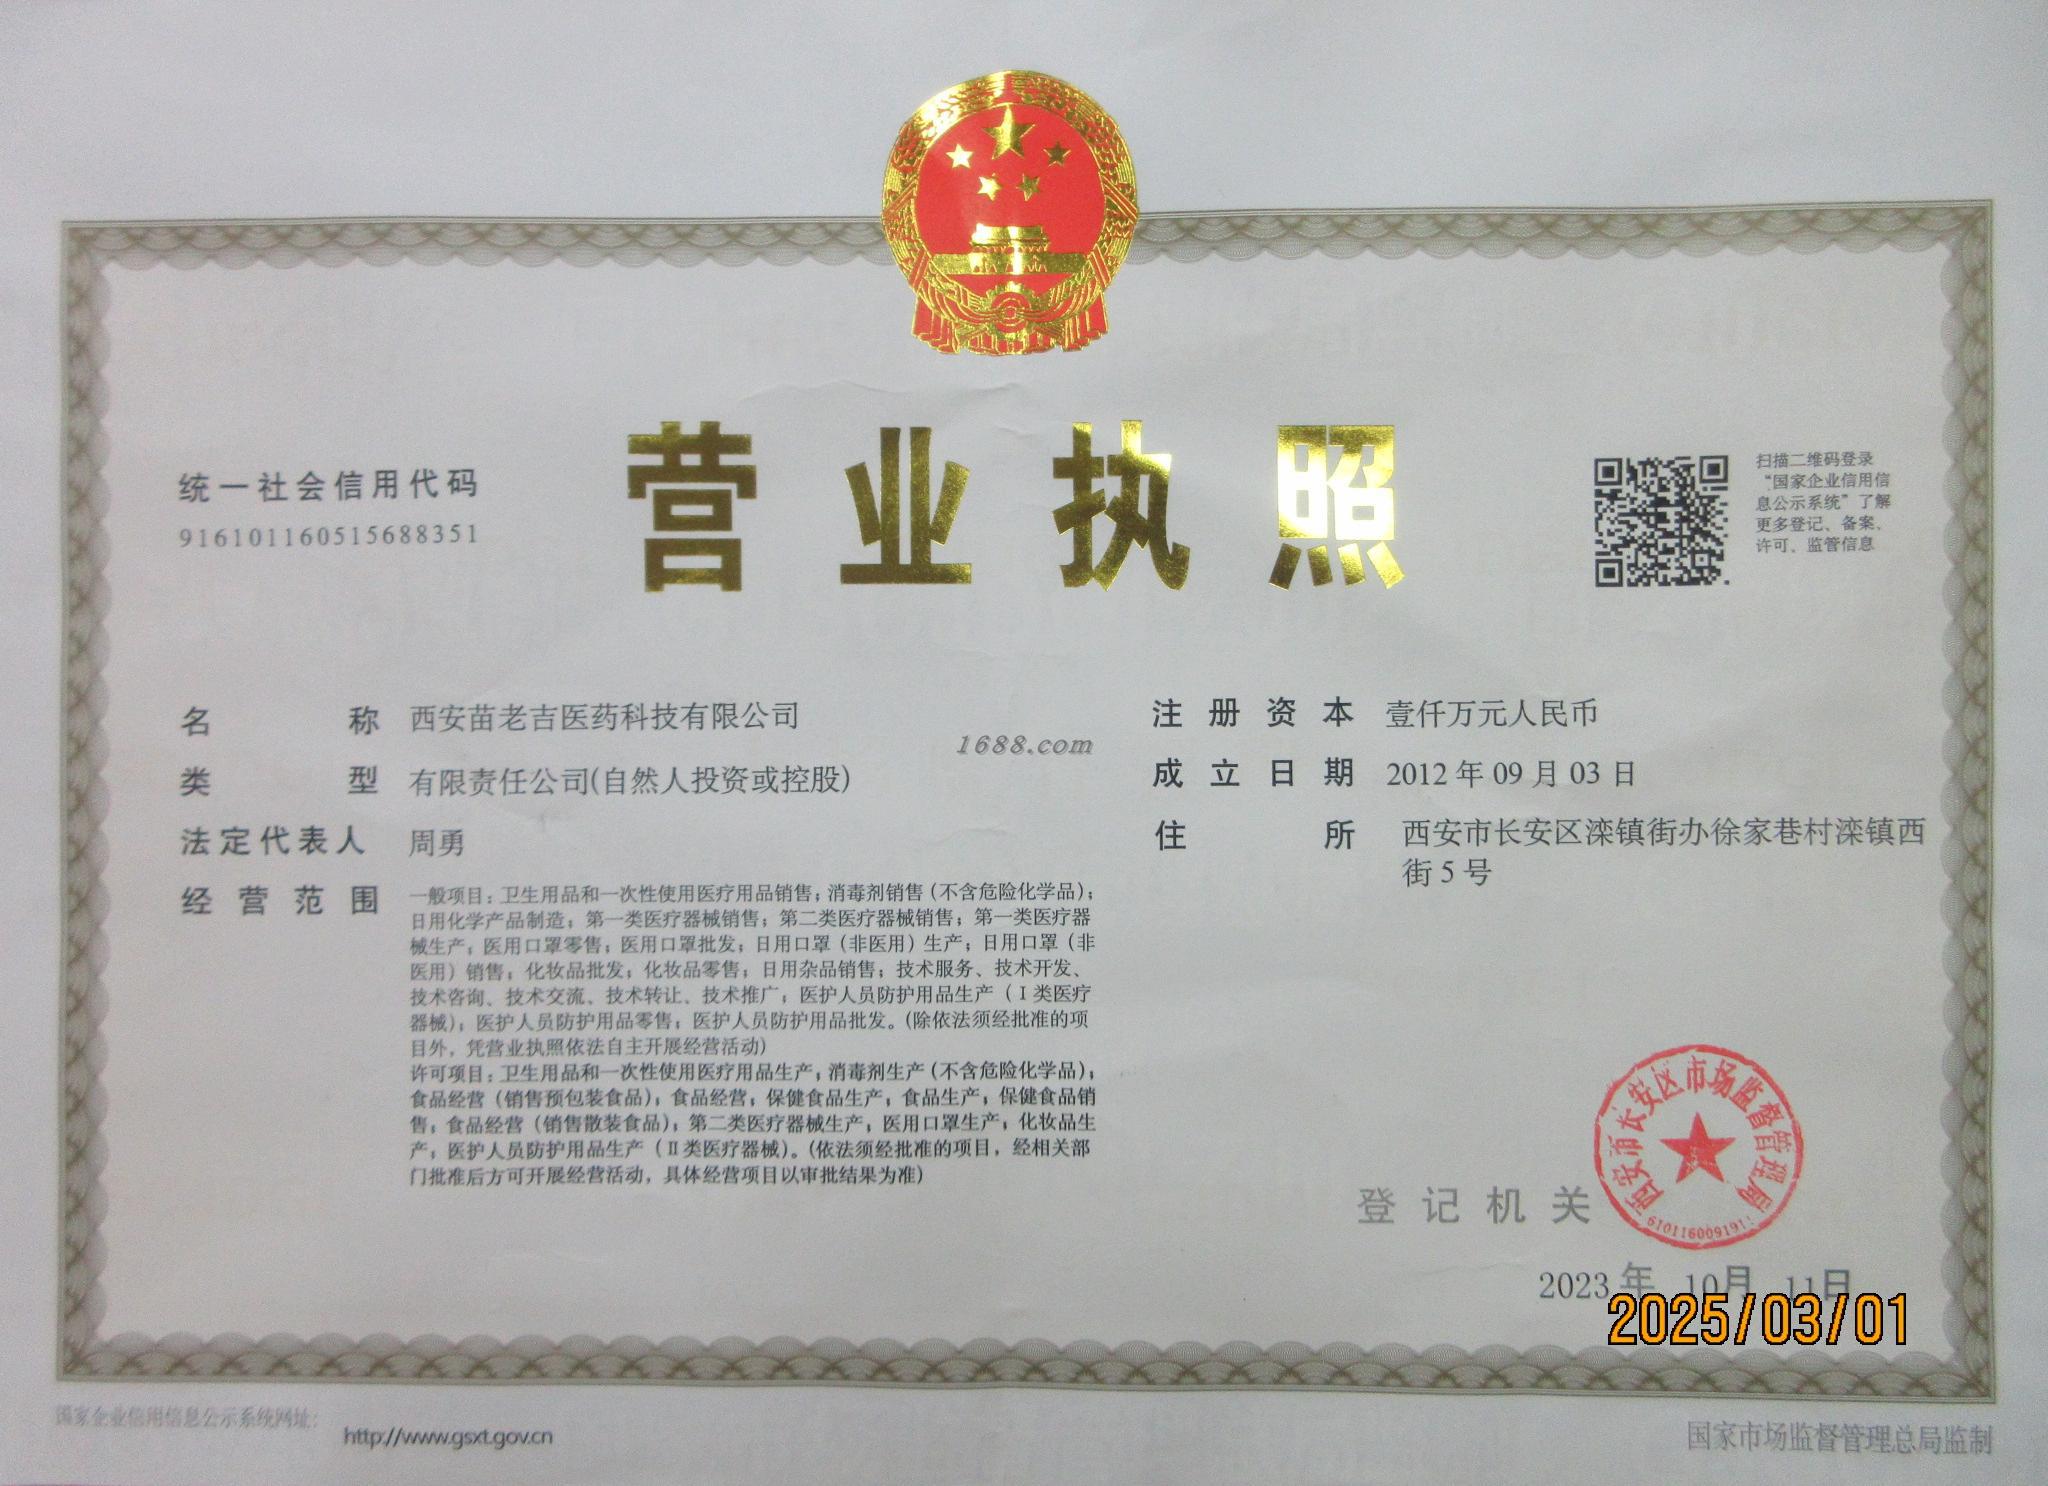 营业执照
统一社会信用代码
916101160515688351
扫描二维码登录
“国家企业信用信
息公示系统”了解
更多登记、备案、
许可、监管信息
名称 西安苗老吉医药科技有限公司
类型 有限责任公司(自然人投资或控股)
法定代表人 周勇
经营范围 一般项目：卫生用品和一次性使用医疗用品销售；消毒剂销售（不含危险化学品）；
日用化学产品制造；第一类医疗器械销售；第二类医疗器械销售；第一类医疗器
械生产；医用口罩零售；医用口罩批发；日用口罩（非医用）生产；日用口罩（非
医用）销售；化妆品批发；化妆品零售；日用杂品销售；技术服务、技术开发、
技术咨询、技术交流、技术转让、技术推广；医护人员防护用品生产（Ⅰ类医疗
器械）；医护人员防护用品零售；医护人员防护用品批发。(除依法须经批准的项
目外，凭营业执照依法自主开展经营活动)
许可项目：卫生用品和一次性使用医疗用品生产；消毒剂生产（不含危险化学品）；
食品经营（销售预包装食品）；食品经营；保健食品生产；食品生产；保健食品销
售；食品经营（销售散装食品）；第二类医疗器械生产；医用口罩生产；化妆品生
产；医护人员防护用品生产（Ⅱ类医疗器械）。(依法须经批准的项目，经相关部
门批准后方可开展经营活动，具体经营项目以审批结果为准)
1688.com
注册资本 壹仟万元人民币
成立日期 2012年09月03日
住所 西安市长安区滦镇街办徐家巷村滦镇西
街5号
登记机关
西安市长安区市场监督管理局
2023年10月11日
2025/03/01
国家企业信用信息公示系统网址：
http://www.gsxt.gov.cn
国家市场监督管理总局监制